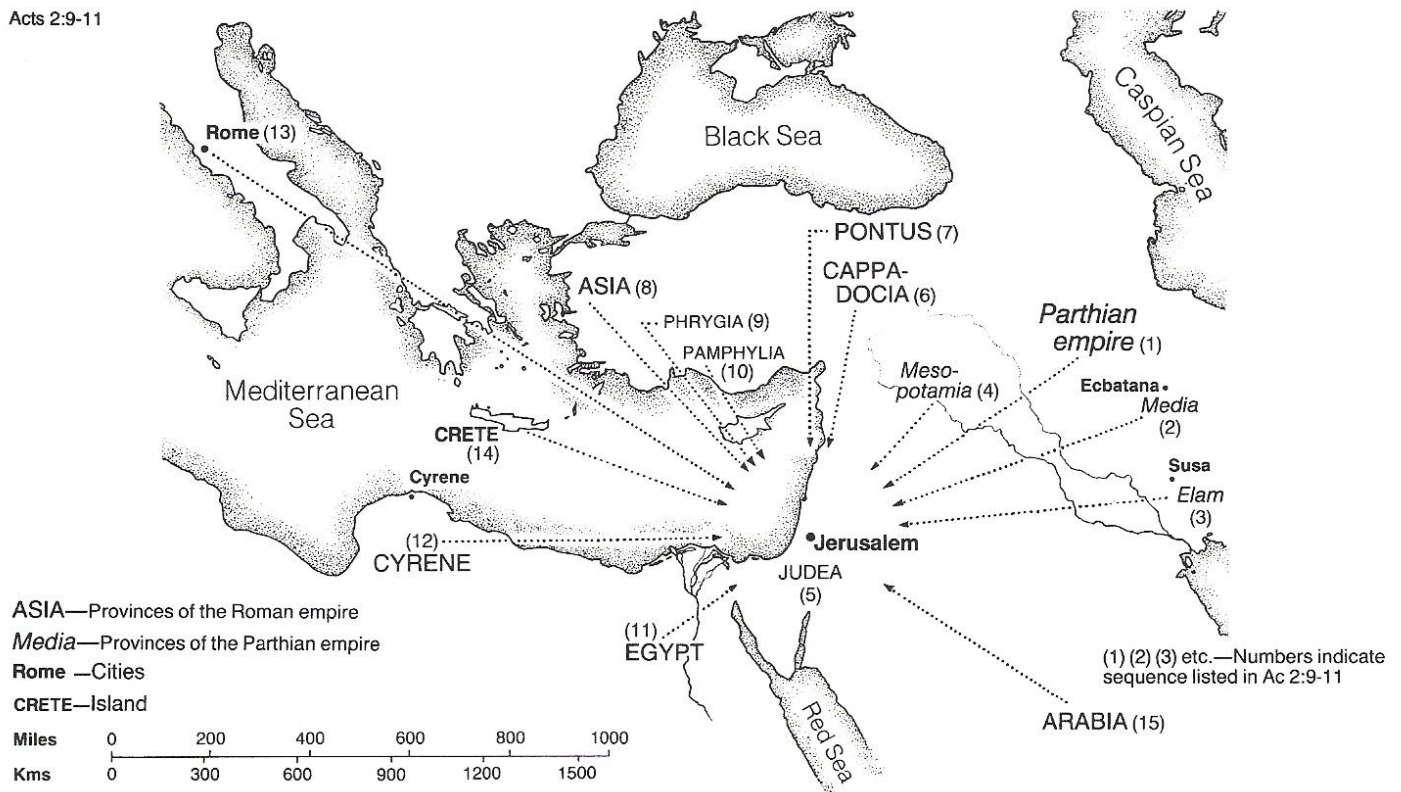 Acts 2:9-11
Rome (13)
Black Sea
Caspian Sea
PONTUS (7)
CAPPA-
DOCIA (6)
ASIA (8)
PHRYGIA (9)
PAMPHYLIA
(10)
Parthian
empire (1)
Meso-
potamia (4)
Ecbatana
Media
(2)
Mediterranean
Sea
CRETE
(14)
Cyrene
Susa
Elam
(3)
(12)
CYRENE
Jerusalem
JUDEA
(5)
(11)
EGYPT
Red Sea
ARABIA (15)
ASIA—Provinces of the Roman empire
Media—Provinces of the Parthian empire
Rome —Cities
CRETE—Island
(1) (2) (3) etc.—Numbers indicate
sequence listed in Ac 2:9-11
Miles 0 200 400 600 800 1000
Kms 0 300 600 900 1200 1500